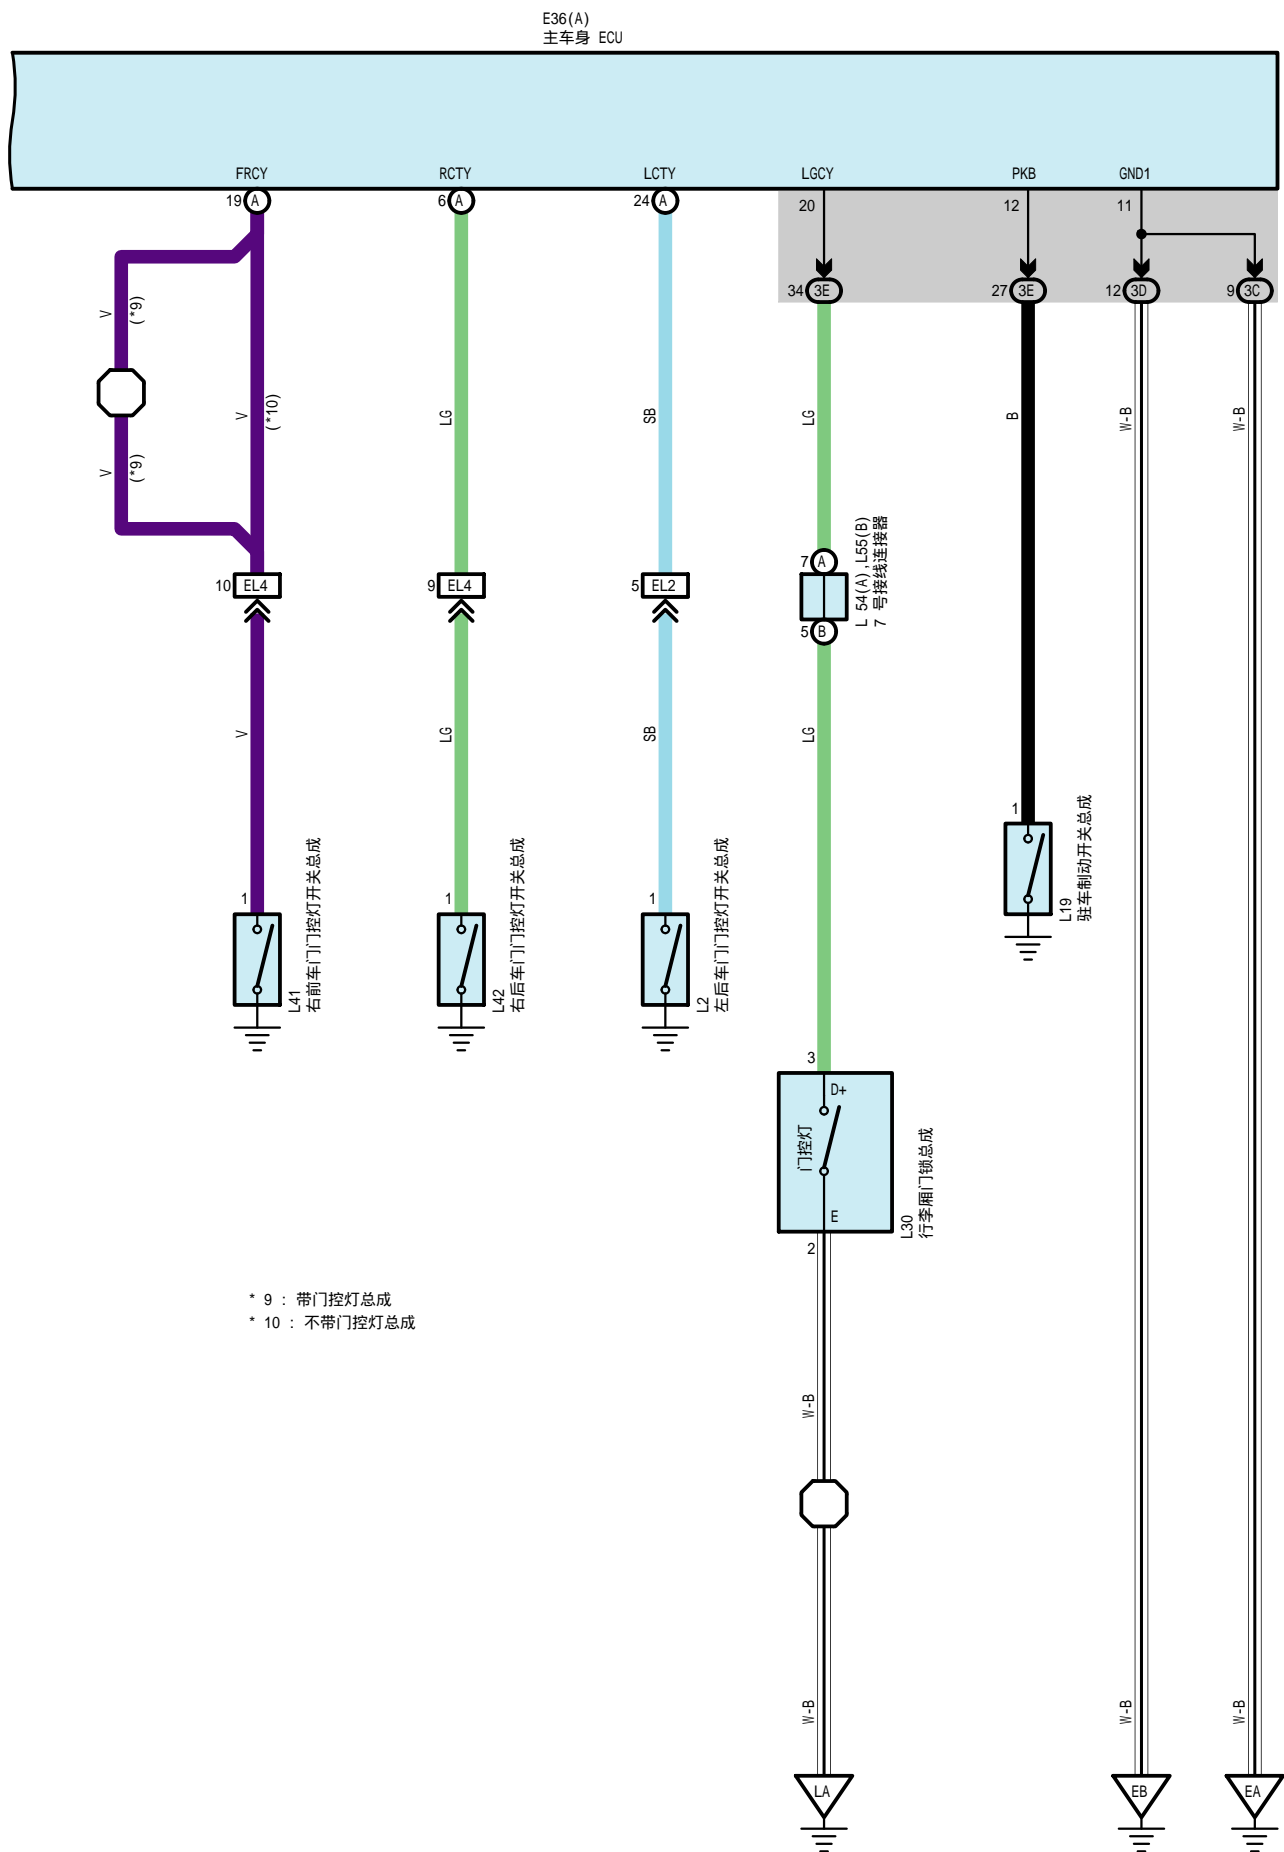 E36(A)
主车身 ECU
FRCY
RCTY
LCTY
LGCY
PKB
GND1
19 A
6 A
24 A
20
12
11
34 3E
27 3E
12 3D
9 3C
V
(*9)
V
(*9)
V
(*10)
LG
SB
LG
B
W-B
W-B
10 EL4
9 EL4
5 EL2
7 A
5 B
L 54(A),L55(B)
7 号接线连接器
V
LG
SB
LG
1
L41
右前车门门控灯开关总成
1
L42
右后车门门控灯开关总成
1
L2
左后车门门控灯开关总成
1
L19
驻车制动开关总成
3
D+
门控灯
E
2
L30
行李厢门锁总成
* 9 : 带门控灯总成
* 10 : 不带门控灯总成
W-B
W-B
W-B
W-B
LA
EB
EA